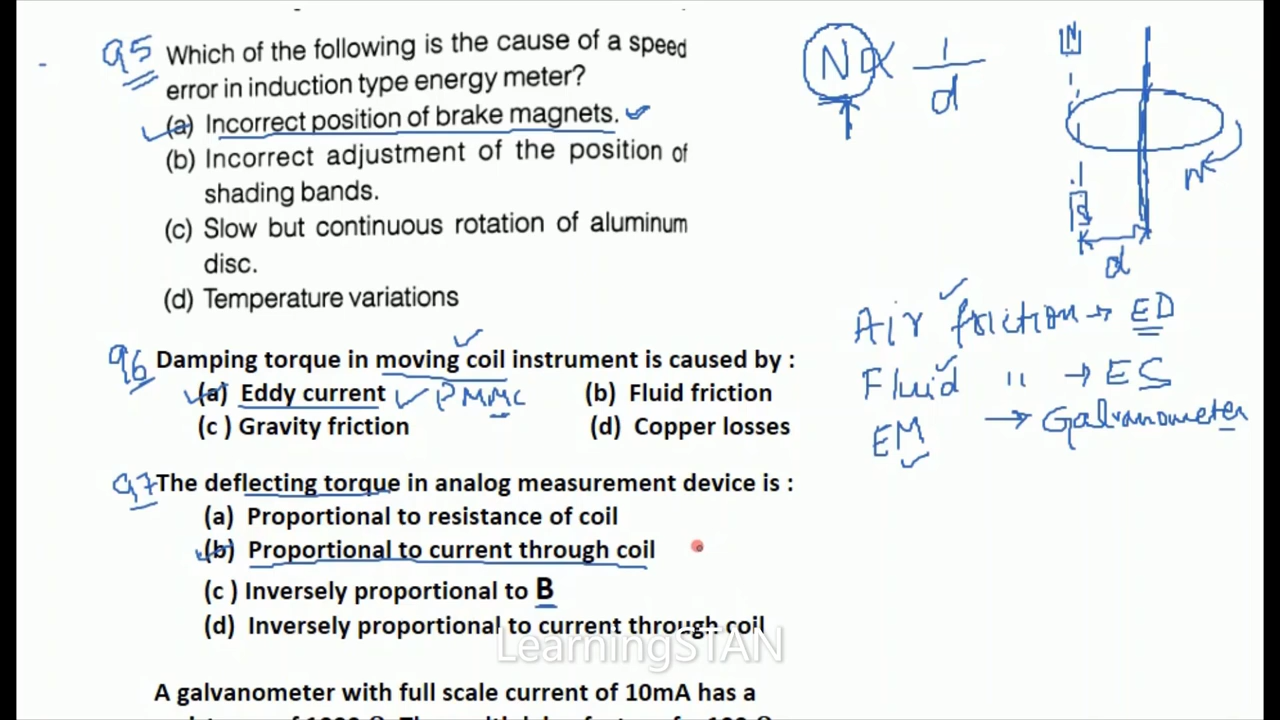 Q5 Which of the following is the cause of a speed
error in induction type energy meter?
(a) Incorrect position of brake magnets.
(b) Incorrect adjustment of the position of
shading bands.
(c) Slow but continuous rotation of aluminum
disc.
(d) Temperature variations
Q6 Damping torque in moving coil instrument is caused by :
(a) Eddy current PMMC (b) Fluid friction
(c ) Gravity friction (d) Copper losses
Q7 The deflecting torque in analog measurement device is :
(a) Proportional to resistance of coil
(b) Proportional to current through coil
(c ) Inversely proportional to B
(d) Inversely proportional to current through coil
LearningSTAN
A galvanometer with full scale current of 10mA has a
N ∝ 1/d
N
N
S
d
Air friction → ED
Fluid " → ES
EM → Galvanometer